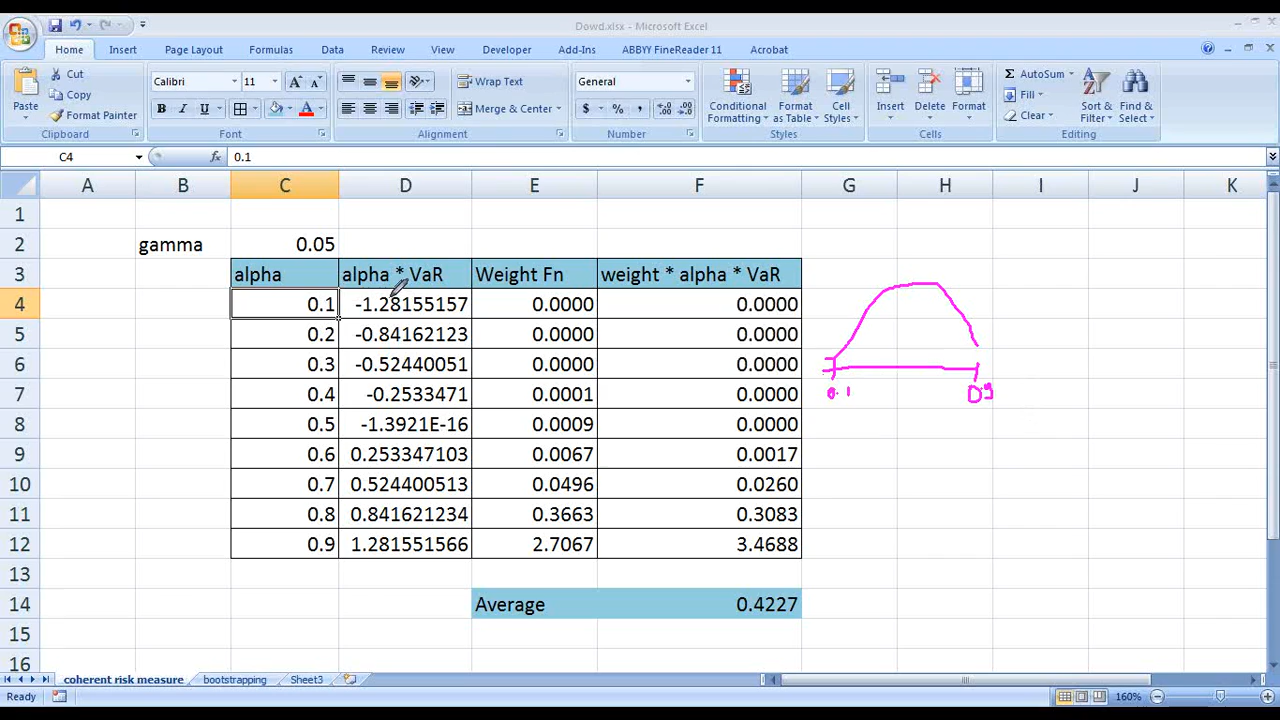 Dowd.xlsx - Microsoft Excel
Home Insert Page Layout Formulas Data Review View Developer Add-Ins ABBYY FineReader 11 Acrobat
Paste Cut Copy Format Painter
Calibri 11 A A Wrap Text General
B I U A Merge & Center $ % , .0 .00 .00 .0
Conditional Formatting Format as Table Cell Styles Insert Delete Format
AutoSum Fill Clear Sort & Filter Find & Select
Clipboard Font Alignment Number Styles Cells Editing
C4 fx 0.1
A B C D E F G H I J K
1
2 gamma 0.05
3 alpha alpha * VaR Weight Fn weight * alpha * VaR
4 0.1 -1.28155157 0.0000 0.0000
5 0.2 -0.84162123 0.0000 0.0000
6 0.3 -0.52440051 0.0000 0.0000
7 0.4 -0.2533471 0.0001 0.0000
0.1 0.9
8 0.5 -1.3921E-16 0.0009 0.0000
9 0.6 0.253347103 0.0067 0.0017
10 0.7 0.524400513 0.0496 0.0260
11 0.8 0.841621234 0.3663 0.3083
12 0.9 1.281551566 2.7067 3.4688
13
14 Average 0.4227
15
16
coherent risk measure bootstrapping Sheet3
Ready 160%